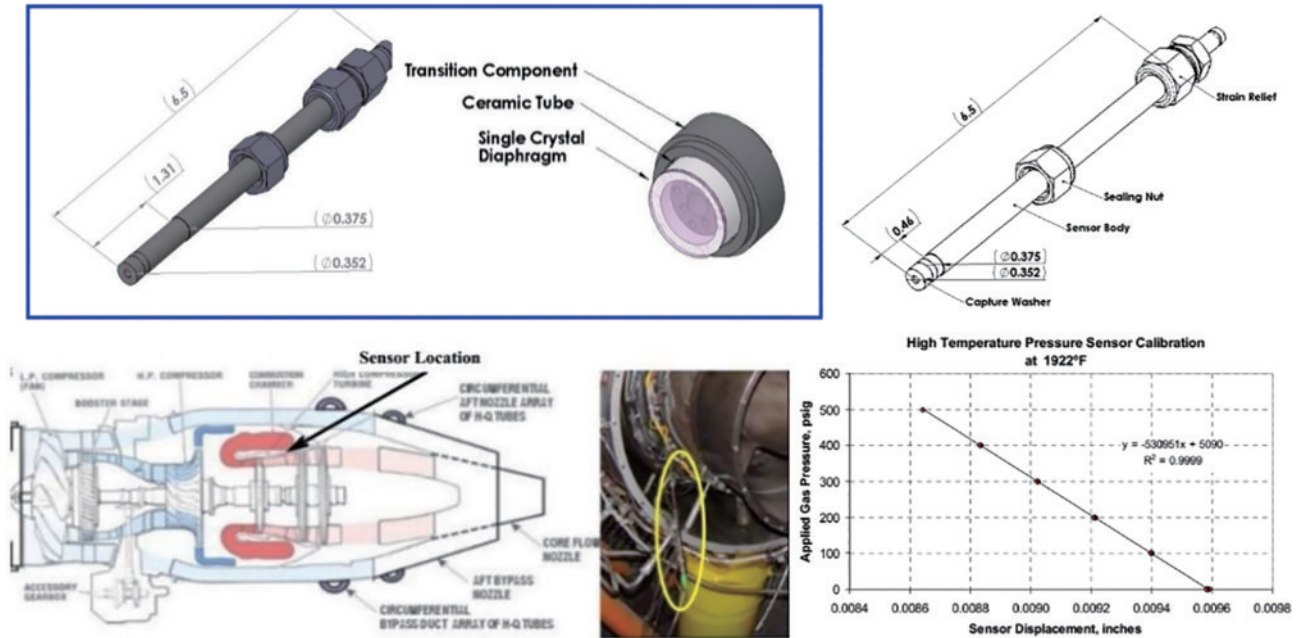 (6.5)
(1.31)
(∅0.375)
(∅0.352)
Transition Component
Ceramic Tube
Single Crystal
Diaphragm
(6.5)
(0.46)
(∅0.375)
(∅0.352)
Strain Relief
Sealing Nut
Sensor Body
Capture Washer
Sensor Location
L.P. COMPRESSOR
(FAN)
BOOSTER STAGE
H.P. COMPRESSOR
COMBUSTION
CHAMBER
TURBINE
CIRCUMFERENTIAL
AFT NOZZLE ARRAY
OF H-Q TUBES
CORE FLOW
NOZZLE
AFT BYPASS
NOZZLE
CIRCUMFERENTIAL
BYPASS DUCT ARRAY OF H-Q TUBES
ACCESSORY
GEARBOX
High Temperature Pressure Sensor Calibration
at 1922°F
Applied Gas Pressure, psig
600
500
400
300
200
100
0
y = -530951x + 5090
R² = 0.9999
0.0084 0.0086 0.0088 0.0090 0.0092 0.0094 0.0096 0.0098
Sensor Displacement, inches